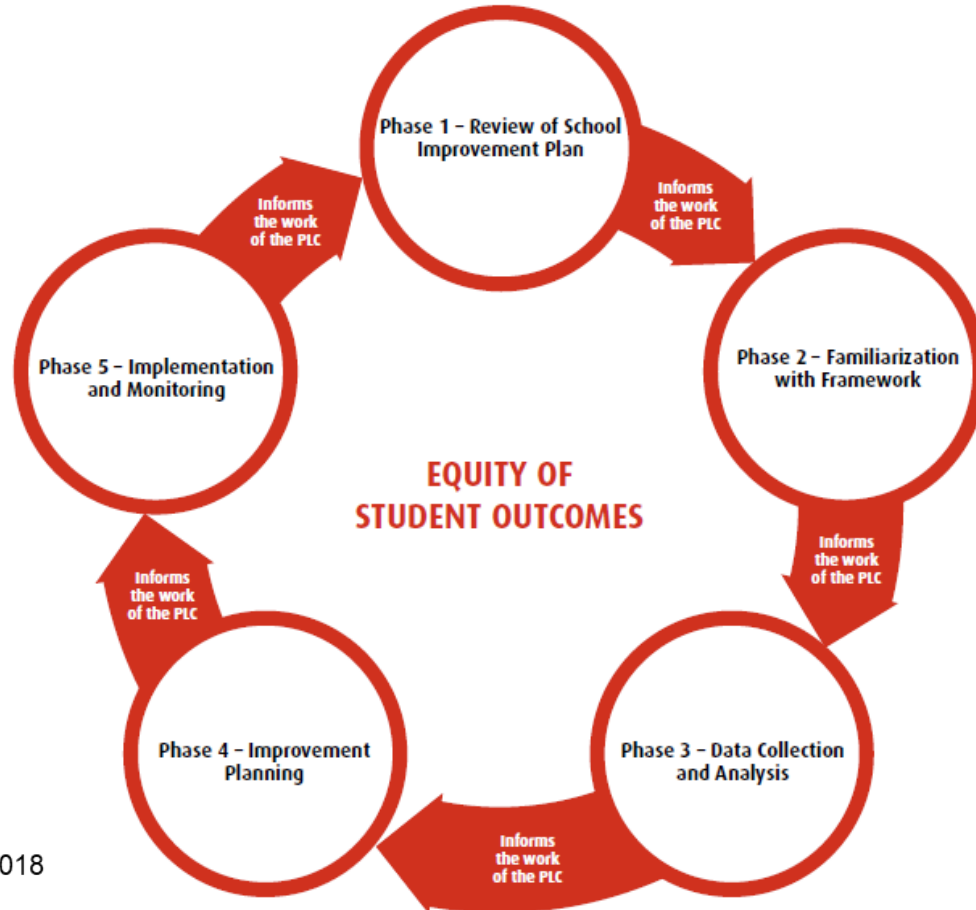 Phase 1 – Review of School
Improvement Plan
Informs
the work
of the PLC
Phase 2 – Familiarization
with Framework
Informs
the work
of the PLC
Phase 3 – Data Collection
and Analysis
Informs
the work
of the PLC
Phase 4 – Improvement
Planning
Informs
the work
of the PLC
Phase 5 – Implementation
and Monitoring
Informs
the work
of the PLC
EQUITY OF
STUDENT OUTCOMES
018